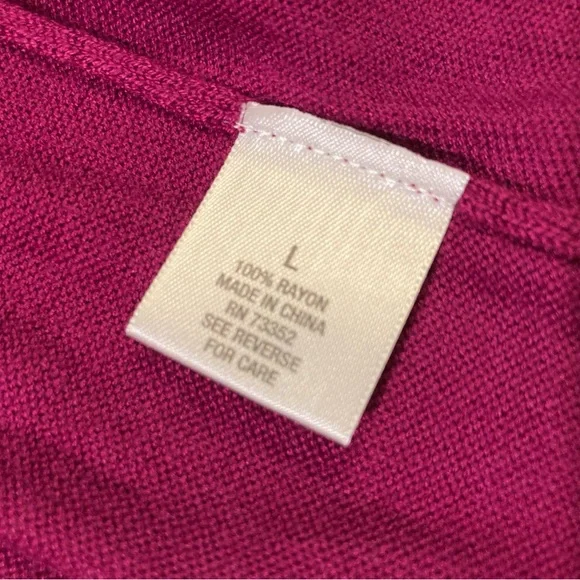 L
100% RAYON
MADE IN CHINA
RN 73352
SEE REVERSE
FOR CARE